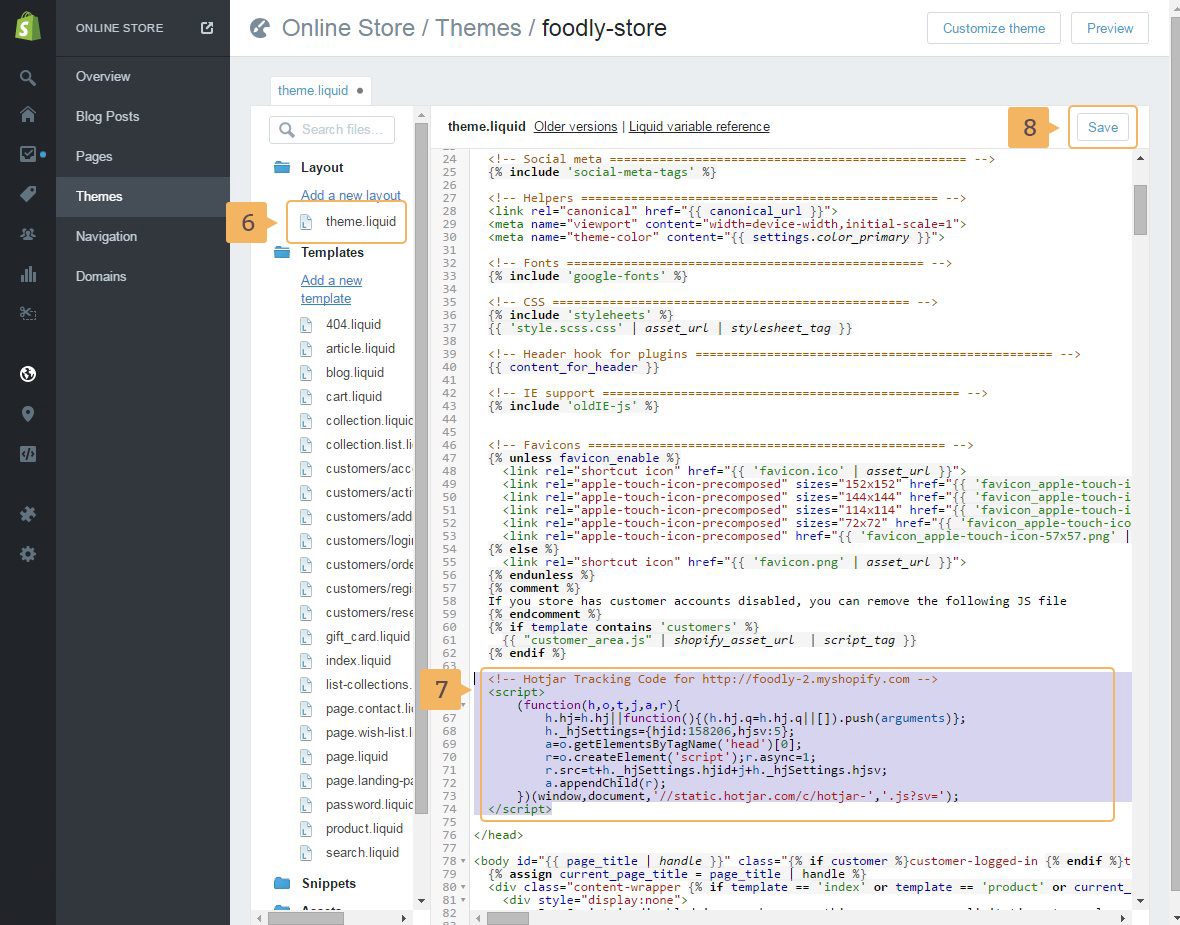 ONLINE STORE
Overview
Blog Posts
Pages
Themes
Navigation
Domains
Online Store / Themes / foodly-store
Customize theme
Preview
theme.liquid
Search files...
Layout
Add a new layout
6
theme.liquid
Templates
Add a new
template
404.liquid
article.liquid
blog.liquid
cart.liquid
collection.liquid
collection.list.li
customers/acc
customers/acti
customers/add
customers/logi
customers/orde
customers/regi
customers/rese
gift_card.liquid
index.liquid
list-collections.
page.contact.li
page.wish-list.l
page.liquid
page.landing-pa
password.liquid
product.liquid
search.liquid
Snippets
theme.liquid Older versions | Liquid variable reference
8
Save
24 <!-- Social meta ================================================== -->
25 {% include 'social-meta-tags' %}
26
27 <!-- Helpers ================================================== -->
28 <link rel="canonical" href="{{ canonical_url }}">
29 <meta name="viewport" content="width=device-width,initial-scale=1">
30 <meta name="theme-color" content="{{ settings.color_primary }}">
31
32 <!-- Fonts ================================================== -->
33 {% include 'google-fonts' %}
34
35 <!-- CSS ================================================== -->
36 {% include 'styleheets' %}
37 {{ 'style.scss.css' | asset_url | stylesheet_tag }}
38
39 <!-- Header hook for plugins ================================================== -->
40 {{ content_for_header }}
41
42 <!-- IE support ================================================== -->
43 {% include 'oldIE-js' %}
44
45
46 <!-- Favicons ================================================== -->
47 {% unless favicon_enable %}
48 <link rel="shortcut icon" href="{{ 'favicon.ico' | asset_url }}">
49 <link rel="apple-touch-icon-precomposed" sizes="152x152" href="{{ 'favicon_apple-touch-i
50 <link rel="apple-touch-icon-precomposed" sizes="144x144" href="{{ 'favicon_apple-touch-i
51 <link rel="apple-touch-icon-precomposed" sizes="114x114" href="{{ 'favicon_apple-touch-i
52 <link rel="apple-touch-icon-precomposed" sizes="72x72" href="{{ 'favicon_apple-touch-ico
53 <link rel="apple-touch-icon-precomposed" href="{{ 'favicon_apple-touch-icon-57x57.png' |
54 {% else %}
55 <link rel="shortcut icon" href="{{ 'favicon.png' | asset_url }}">
56 {% endunless %}
57 {% comment %}
58 If you store has customer accounts disabled, you can remove the following JS file
59 {% endcomment %}
60 {% if template contains 'customers' %}
61 {{ "customer_area.js" | shopify_asset_url | script_tag }}
62 {% endif %}
63
7
<!-- Hotjar Tracking Code for http://foodly-2.myshopify.com -->
<script>
(function(h,o,t,j,a,r){
67 h.hj=h.hj||function(){(h.hj.q=h.hj.q||[]).push(arguments)};
68 h._hjSettings={hjid:158206,hjsv:5};
69 a=o.getElementsByTagName('head')[0];
70 r=o.createElement('script');r.async=1;
71 r.src=t+h._hjSettings.hjid+j+h._hjSettings.hjsv;
72 a.appendChild(r);
73 })(window,document,'//static.hotjar.com/c/hotjar-','.js?sv=');
74 </script>
75
76 </head>
77
78 <body id="{{ page_title | handle }}" class="{% if customer %}customer-logged-in {% endif %}t
79 {% assign current_page_title = page_title | handle %}
80 <div class="content-wrapper {% if template == 'index' or template == 'product' or current_
81 <div style="display:none">
82